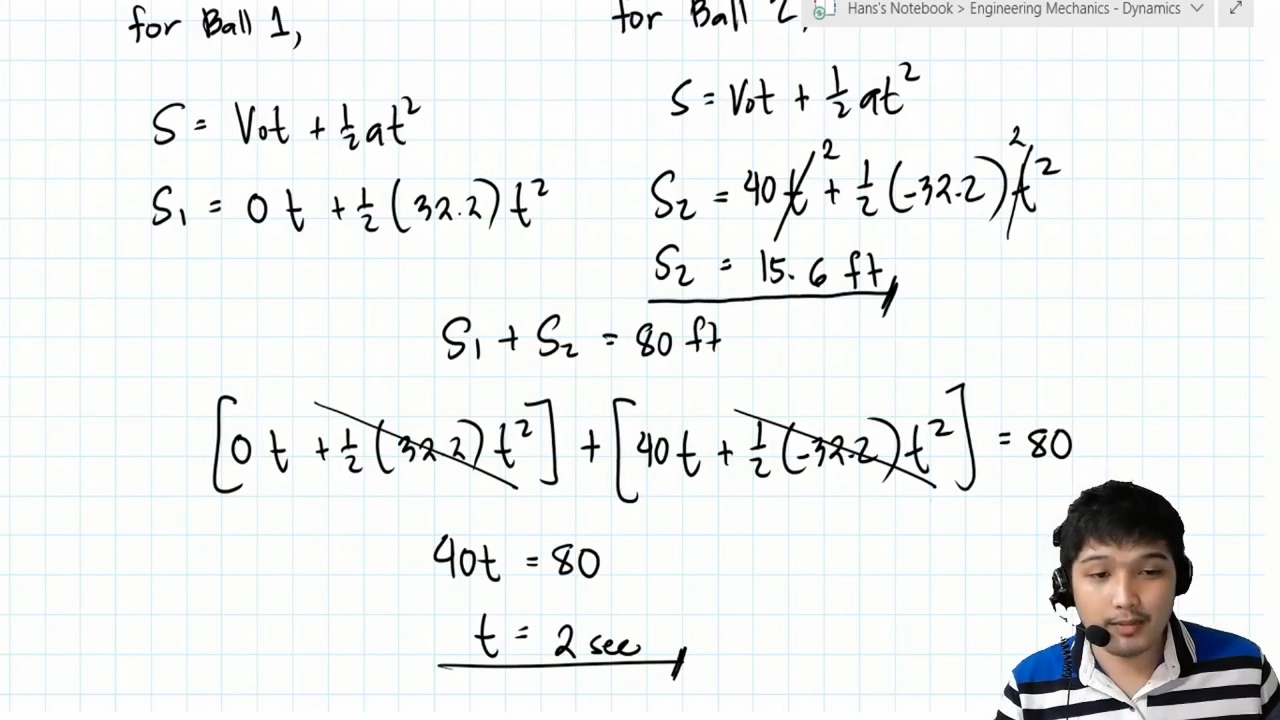 Hans's Notebook > Engineering Mechanics - Dynamics
for Ball 1,
S = Vot + ½at²
S₁ = 0 t + ½(32.2)t²
for Ball 2,
S = Vot + ½at²
2 2
S₂ = 40t + ½(-32.2)t²
S₂ = 15.6 ft
S₁ + S₂ = 80 ft
[0 t + ½(32.2)t²] + [40t + ½(-32.2)t²] = 80
40t = 80
t = 2 sec